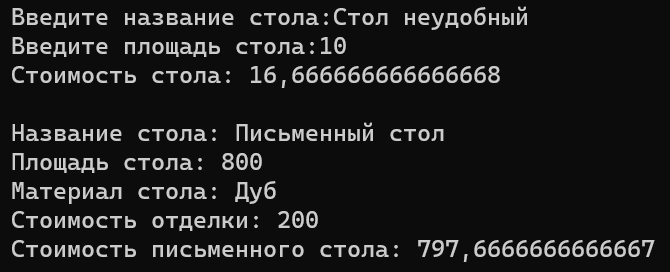 Введите название стола:Стол неудобный
Введите площадь стола:10
Стоимость стола: 16,666666666666668
Название стола: Письменный стол
Площадь стола: 800
Материал стола: Дуб
Стоимость отделки: 200
Стоимость письменного стола: 797,6666666666667